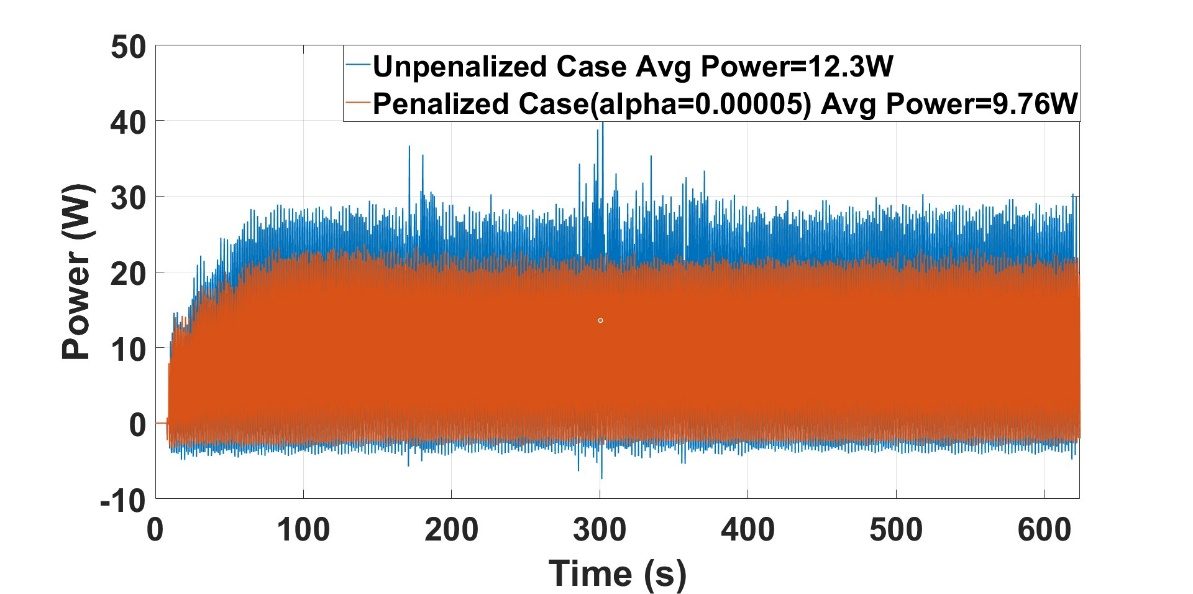 50
40
30
20
10
0
-10
Power (W)
Unpenalized Case Avg Power=12.3W
Penalized Case(alpha=0.00005) Avg Power=9.76W
0 100 200 300 400 500 600
Time (s)